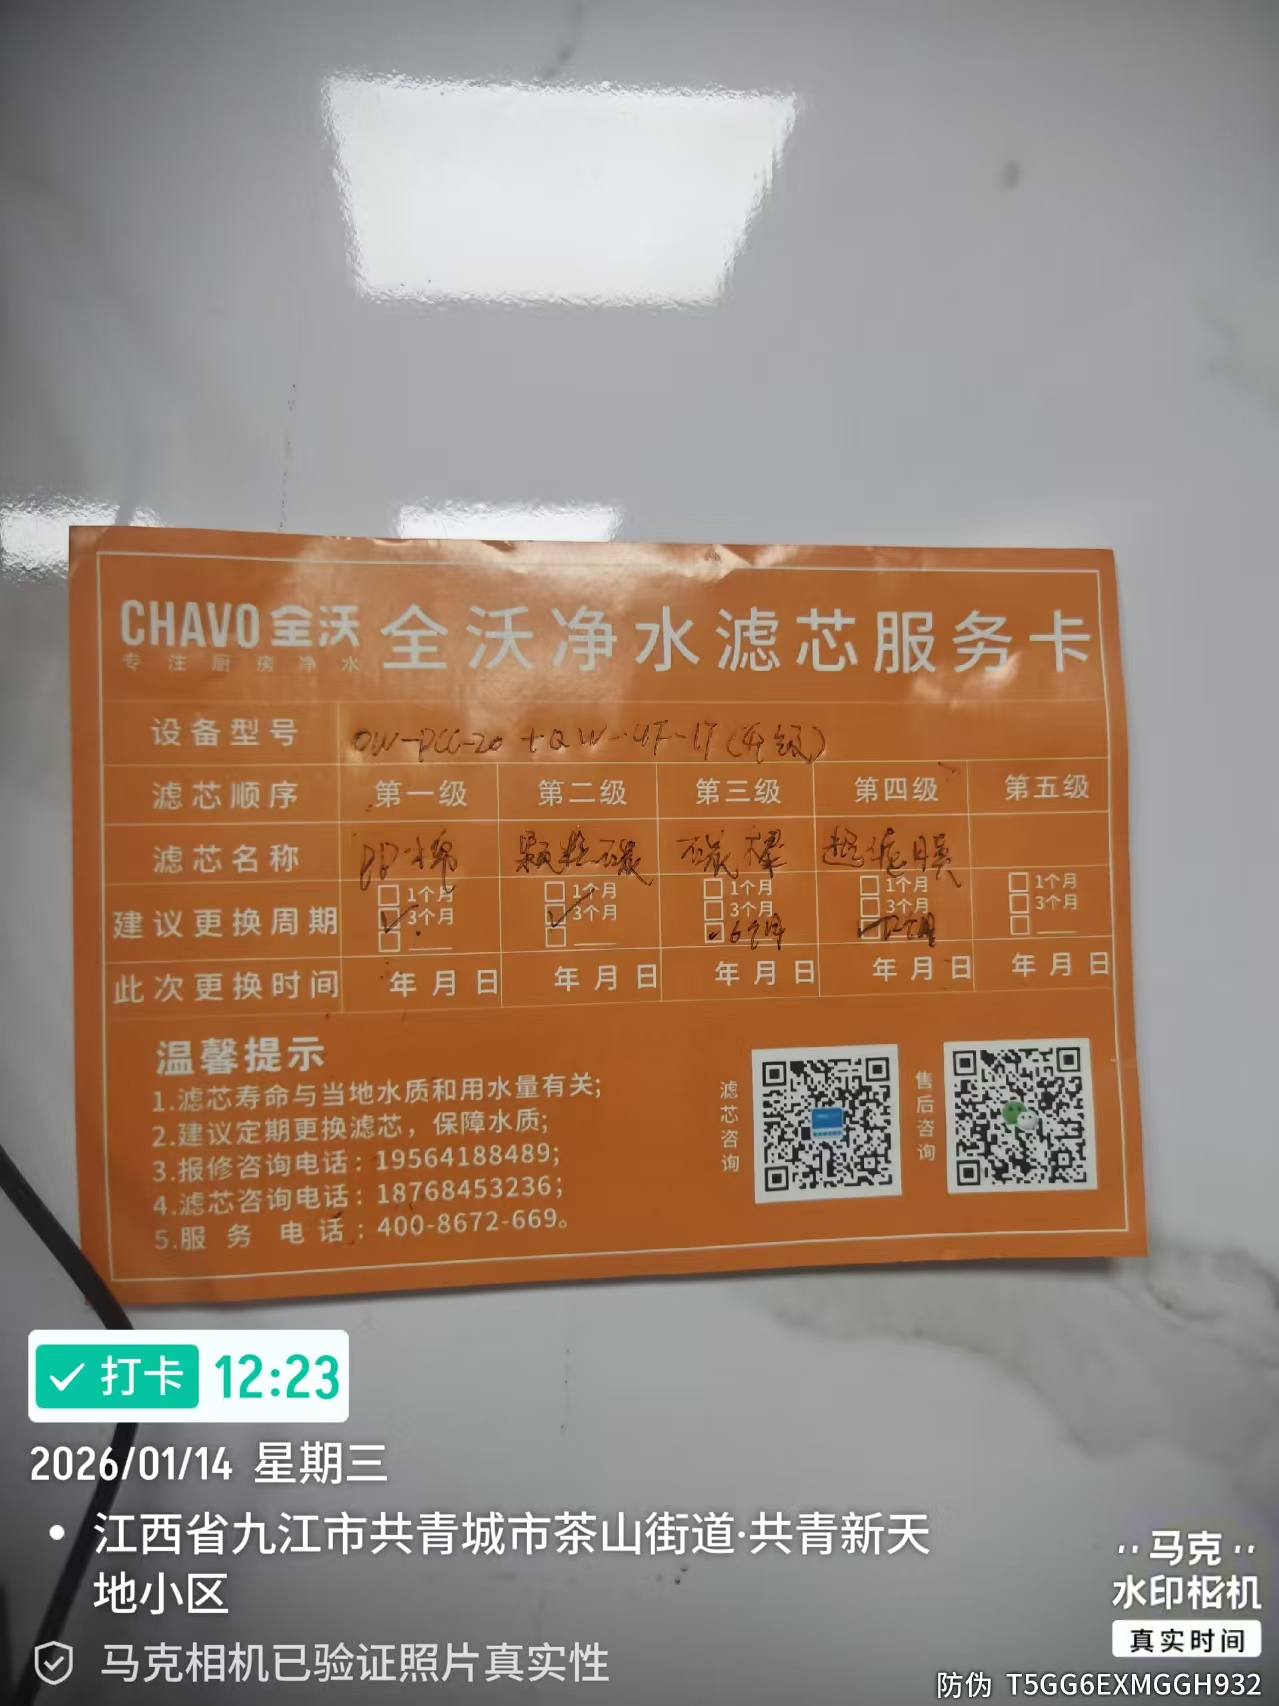 CHAVO 全沃 全沃净水滤芯服务卡
专注厨房净水
设备型号 QW-PCC-20 + QW-UF-1T (4级)
滤芯顺序 第一级 第二级 第三级 第四级 第五级
滤芯名称 PP棉 颗粒碳 碳棒 超滤膜
建议更换周期
1个月 1个月 1个月 1个月 1个月
3个月 3个月 3个月 3个月 3个月
6个月
此次更换时间 年月日 年月日 年月日 年月日 年月日
温馨提示
1.滤芯寿命与当地水质和用水量有关;
2.建议定期更换滤芯，保障水质;
3.报修咨询电话：19564188489;
4.滤芯咨询电话：18768453236;
5.服务电话：400-8672-669。
滤芯咨询
售后咨询
打卡 12:23
2026/01/14 星期三
江西省九江市共青城市茶山街道·共青新天
地小区
马克相机已验证照片真实性
马克
水印相机
真实时间
防伪 T5GG6EXMGGH932